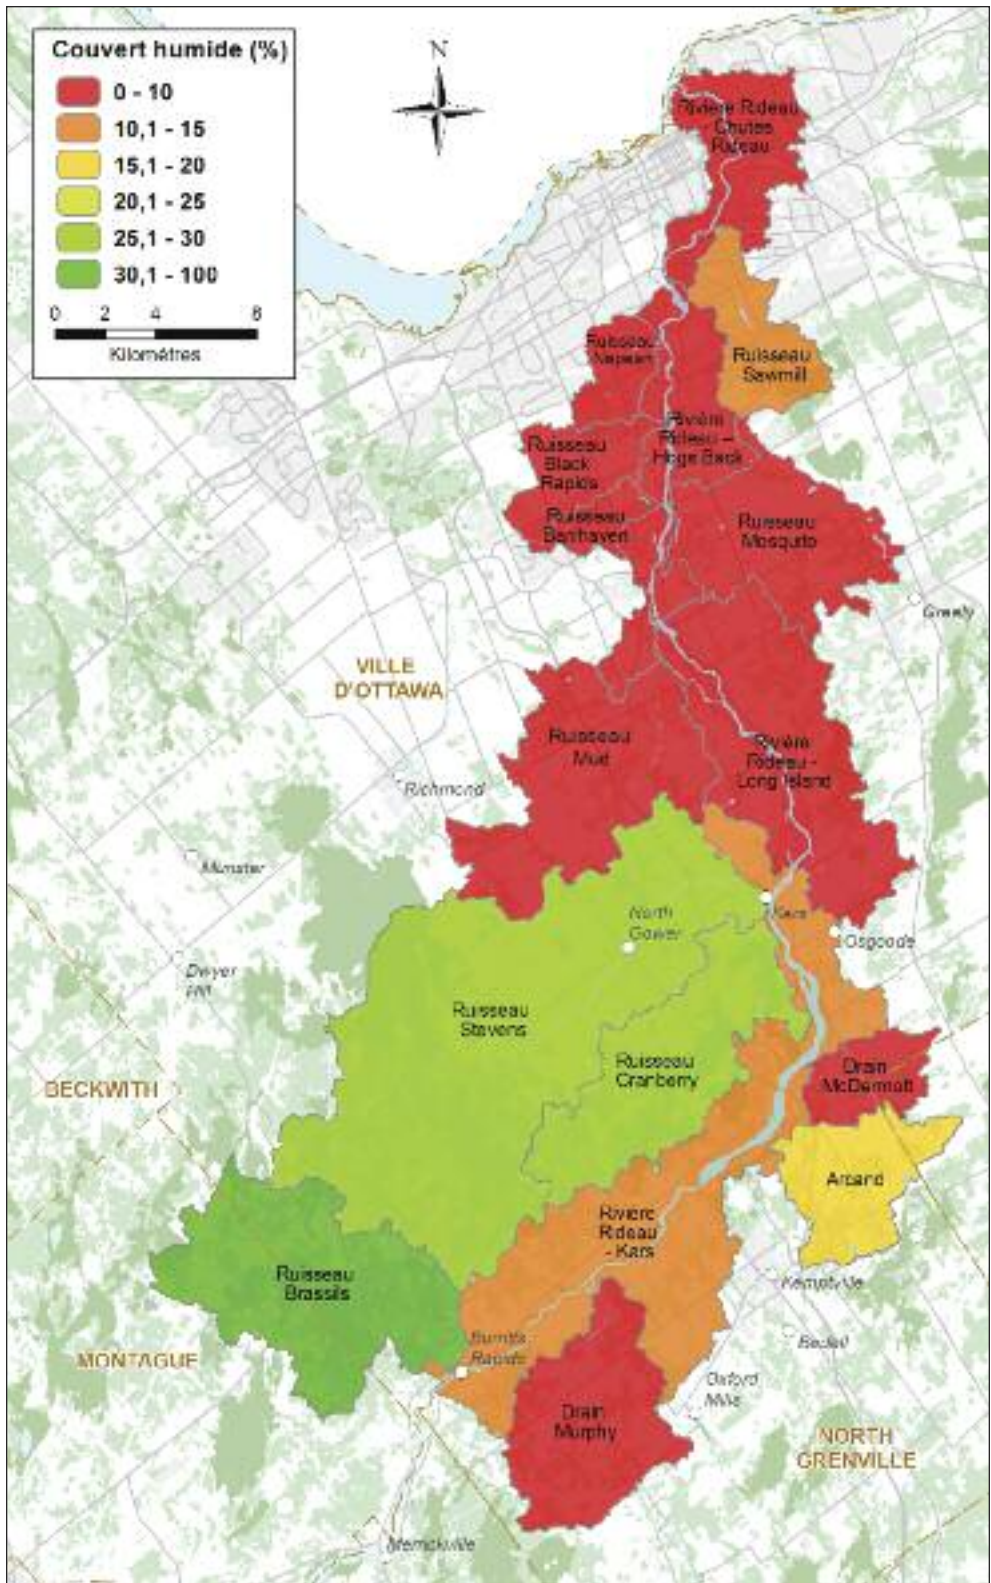 Couvert humide (%)
0 - 10
10,1 - 15
15,1 - 20
20,1 - 25
25,1 - 30
30,1 - 100
0 2 4 8
Kilomètres
N
Rivière Rideau
- Chutes
Rideau
Ruisseau
Nepean
Ruisseau
Sawmill
Rivière
Rideau –
Hogs Back
Ruisseau
Black
Rapids
Ruisseau
Barrhaven
Ruisseau
Mosquito
Greely
VILLE
D'OTTAWA
Ruisseau
Mud
Rivière
Rideau -
Long Island
Richmond
Munster
North
Gower
Kars
Osgoode
Dwyer
Hill
Ruisseau
Stevens
Ruisseau
Cranberry
Drain
McDermott
BECKWITH
Arcand
Rivière
Rideau
- Kars
Ruisseau
Brassils
Kemptville
Burritts
Rapids
Bedell
MONTAGUE
Oxford
Mills
Drain
Murphy
NORTH
GRENVILLE
Merrickville